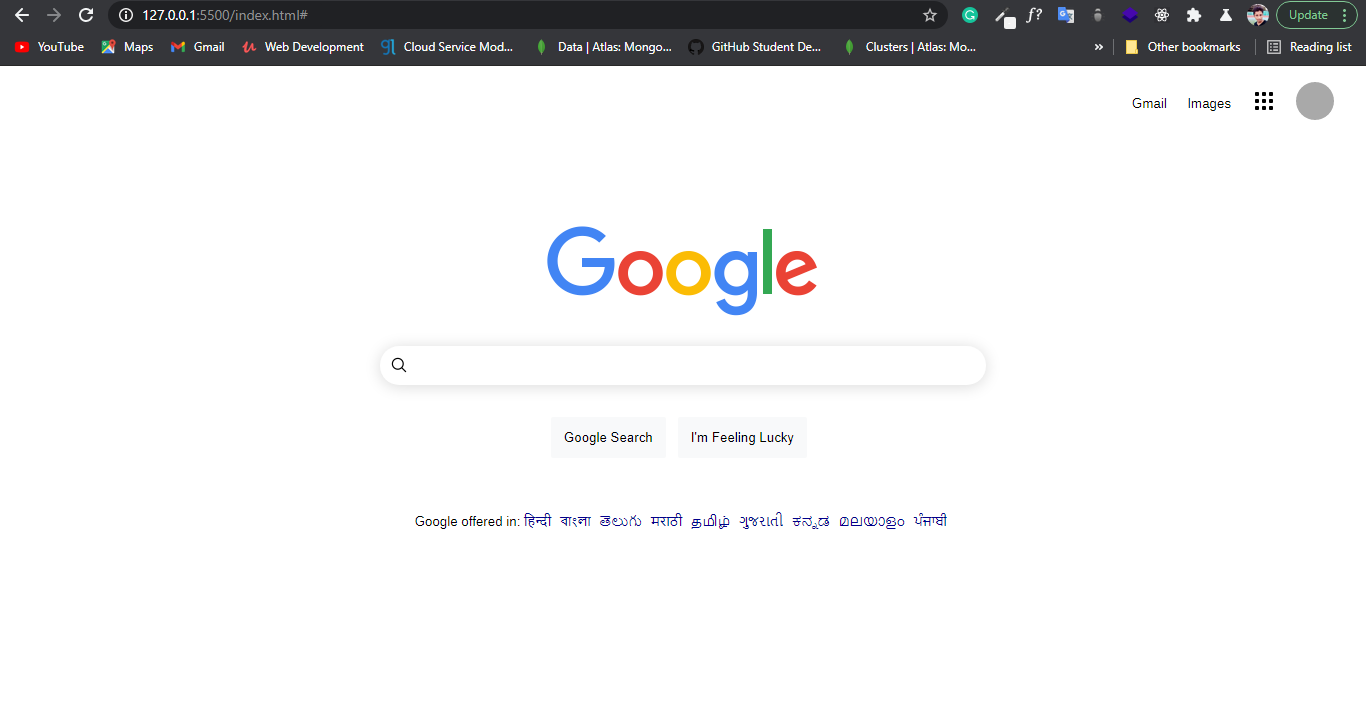 127.0.0.1:5500/index.html#
f?
Update
YouTube Maps Gmail Web Development Cloud Service Mod... Data | Atlas: Mongo... GitHub Student De... Clusters | Atlas: Mo... » Other bookmarks Reading list
Gmail Images
Google
Google Search I'm Feeling Lucky
Google offered in: हिन्दी বাংলা తెలుగు मराठी தமிழ் ગુજરાતી ಕನ್ನಡ മലയാളം ਪੰਜਾਬੀ